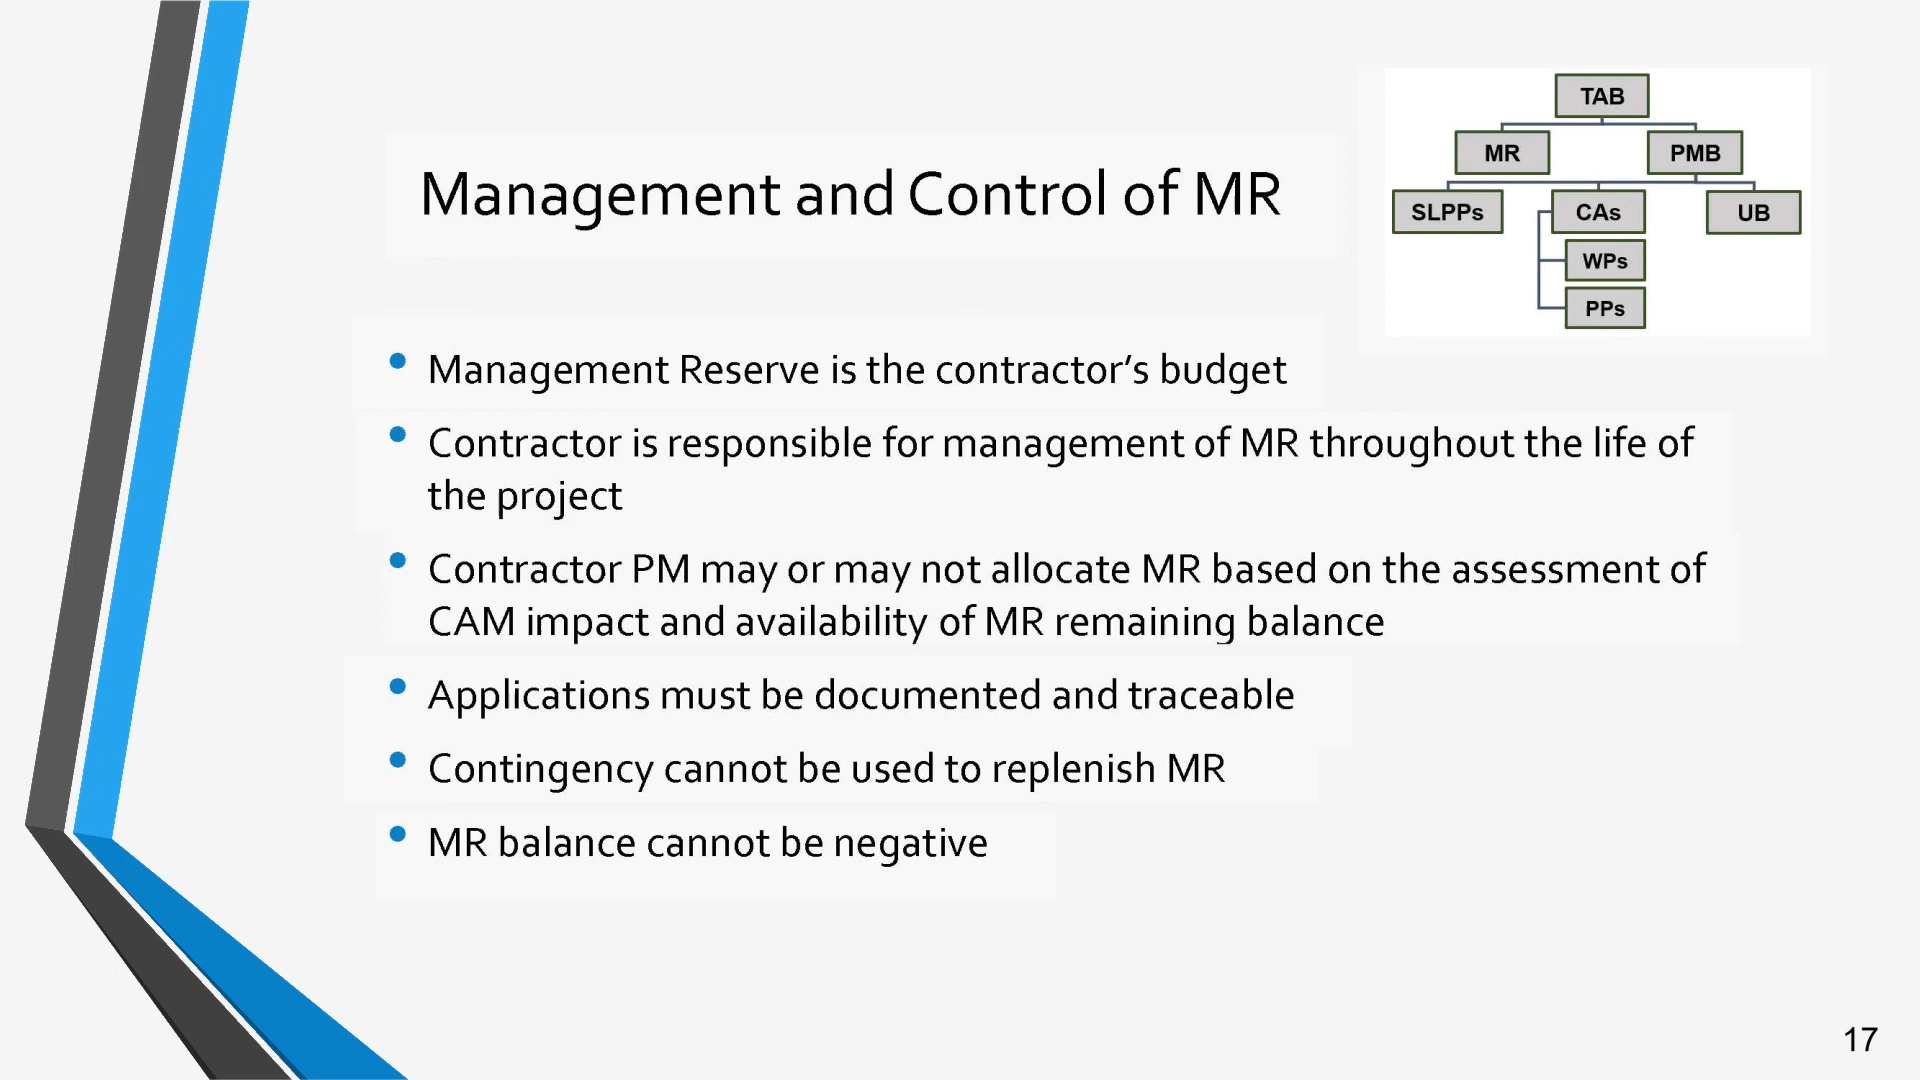 TAB
MR
PMB
SLPPs
CAs
UB
WPs
PPs
Management and Control of MR
• Management Reserve is the contractor’s budget
• Contractor is responsible for management of MR throughout the life of
the project
• Contractor PM may or may not allocate MR based on the assessment of
CAM impact and availability of MR remaining balance
• Applications must be documented and traceable
• Contingency cannot be used to replenish MR
• MR balance cannot be negative
17